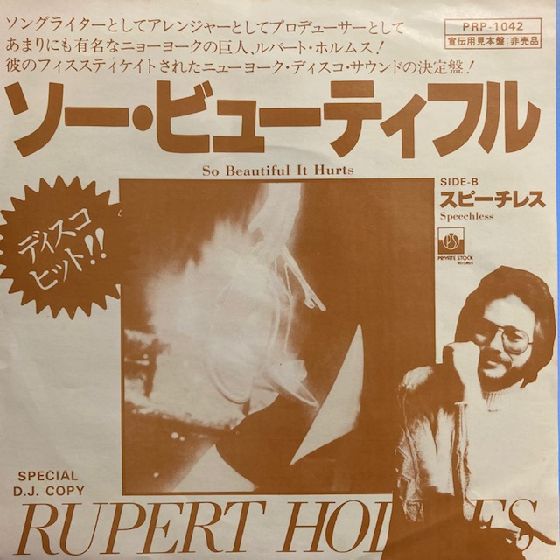 ソングライターとしてアレンジャーとしてプロデューサーとして
あまりにも有名なニョーヨークの巨人、ルパート・ホルムス!
彼のフィススティケイトされたニューヨーク・ディスコ・サウンドの決定盤!
PRP-1042
宣伝用見本盤・非売品
ソー・ビューティフル
So Beautiful It Hurts
SIDE-B
スピーチレス
Speechless
PS
PRIVATE STOCK
RECORDS
ディスコ
ヒット!!
SPECIAL
D.J. COPY
RUPERT HOLMES